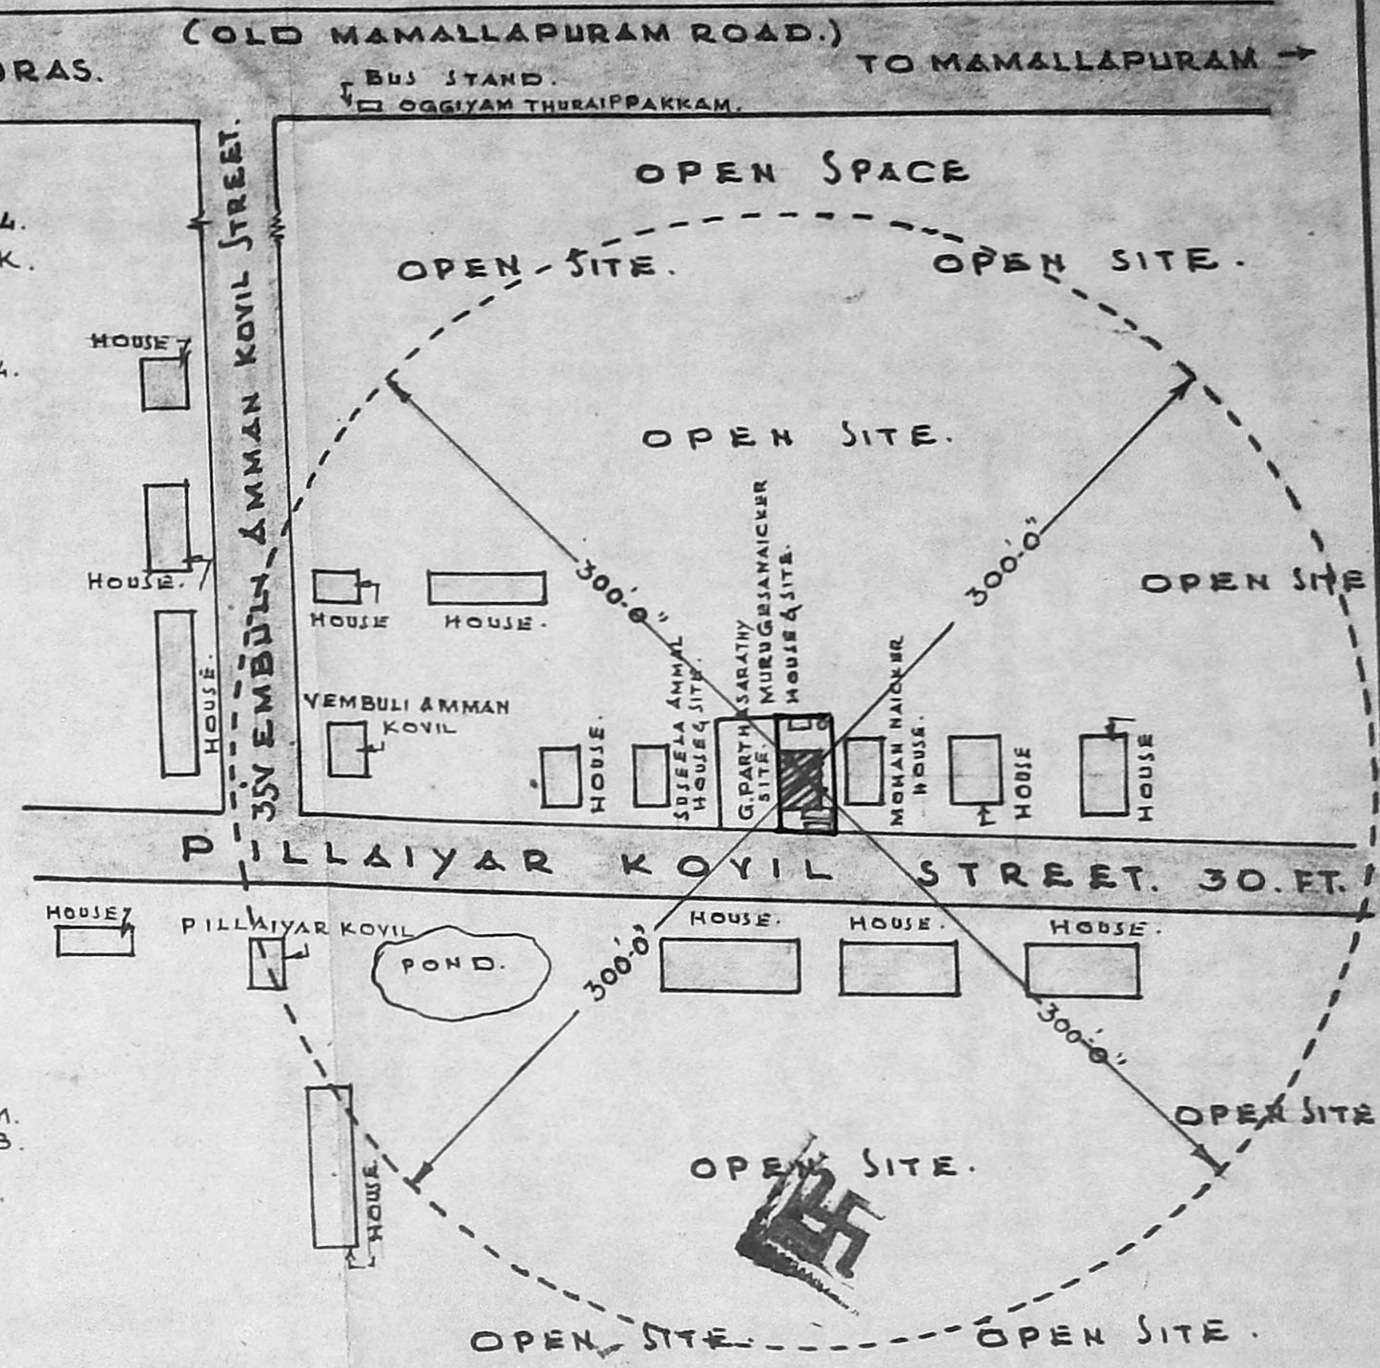 (OLD MAMALLAPURAM ROAD.)
TO MAMALLAPURAM
BUS STAND.
OGGIYAM THURAIPPAKKAM.
OPEN SPACE
OPEN SITE.
OPEN SITE.
HOUSE
OPEN SITE.
300'-0"
300'-0"
HOUSE.
OPEN SITE
HOUSE
HOUSE.
HOUSE.
VEMBULI AMMAN
KOVIL
HOUSE.
SUSEELA AMMAL
HOUSE & SITE.
G.PARTHASARATHY
SITE.
MURUGESANAICKER
HOUSE & SITE.
MOHAN NAICKER
HOUSE.
HOUSE
HOUSE
AMMAN KOVIL STREET.
PILLAIYAR KOVIL STREET. 30.FT.
HOUSE
PILLAIYAR KOVIL
POND.
HOUSE.
HOUSE.
HOUSE.
300'-0"
300'-0"
HOUSE.
OPEN SITE
OPEN SITE.
OPEN SITE.
OPEN SITE.